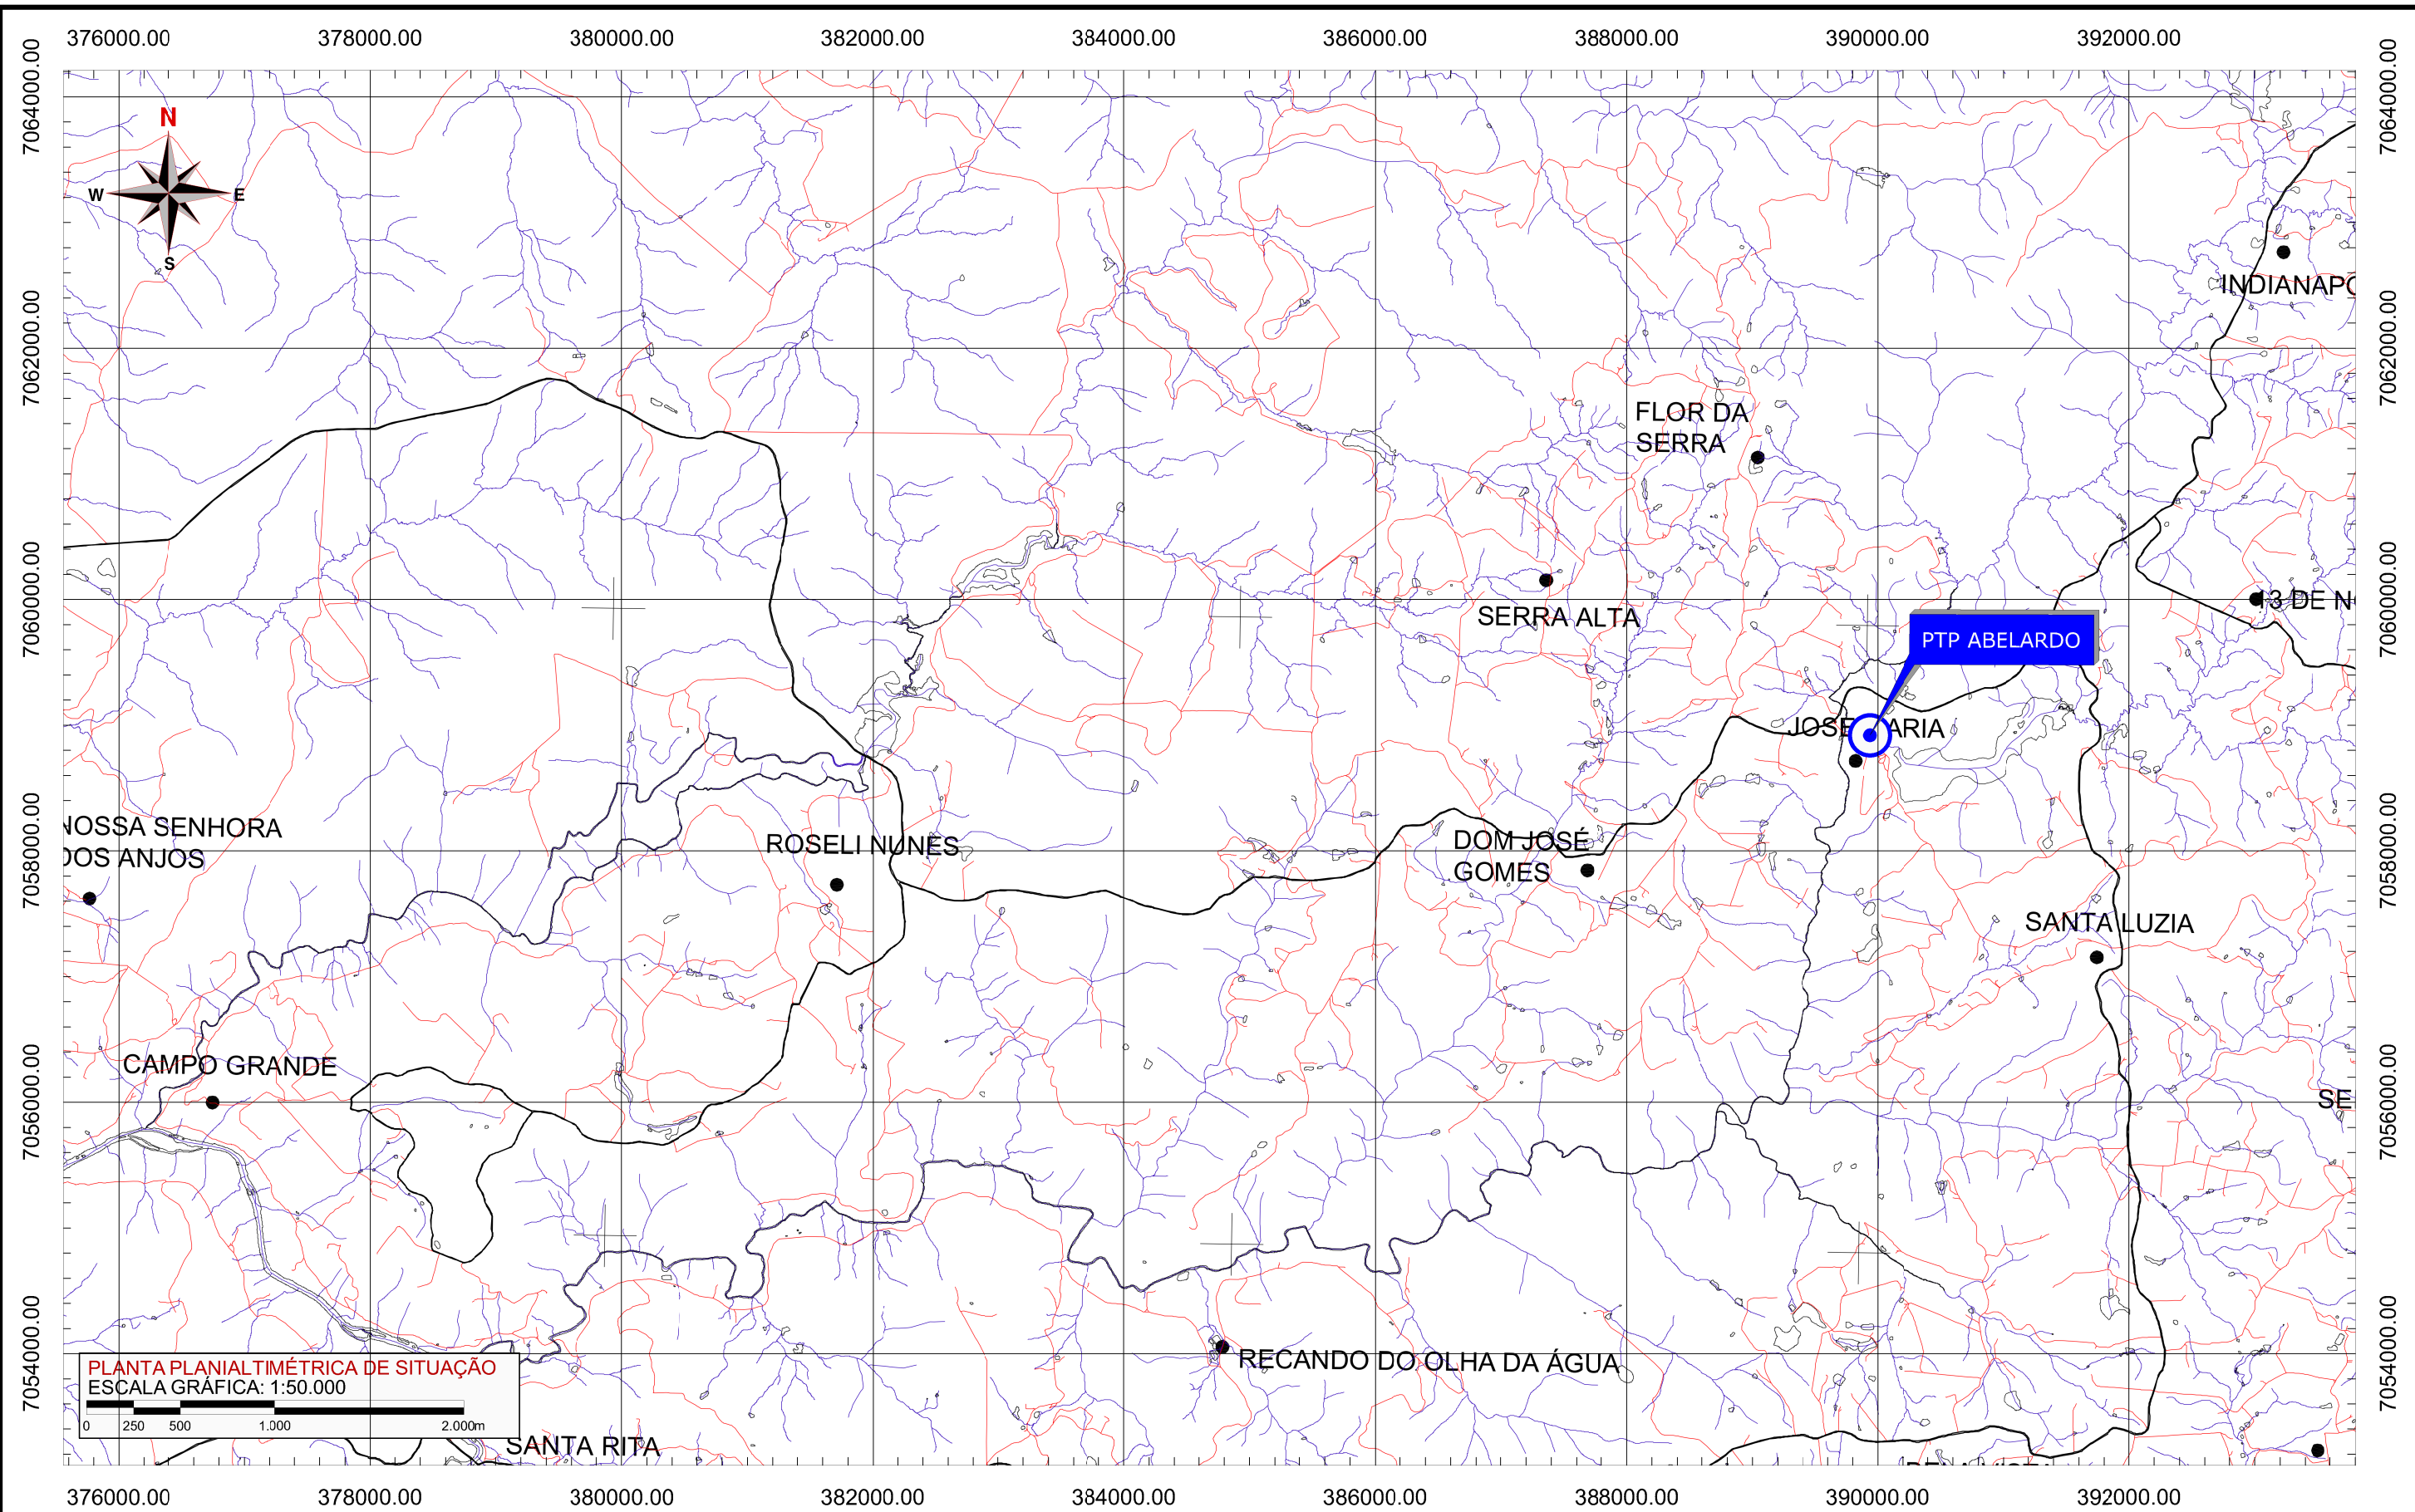 376000.00 378000.00 380000.00 382000.00 384000.00 386000.00 388000.00 390000.00 392000.00
7064000.00
7064000.00
N
W
E
S
INDIANAPO
7062000.00
7062000.00
FLOR DA
SERRA
7060000.00
7060000.00
SERRA ALTA
13 DE N
PTP ABELARDO
JOSE ARIA
NOSSA SENHORA
DOS ANJOS
ROSELI NUNES
DOM JOSÉ
GOMES
7058000.00
7058000.00
SANTA LUZIA
CAMPO GRANDE
7056000.00
7056000.00
SE
RECANDO DO OLHA DA ÁGUA
7054000.00
7054000.00
PLANTA PLANIALTIMÉTRICA DE SITUAÇÃO
ESCALA GRÁFICA: 1:50.000
0 250 500 1.000 2.000m
SANTA RITA
376000.00 378000.00 380000.00 382000.00 384000.00 386000.00 388000.00 390000.00 392000.00